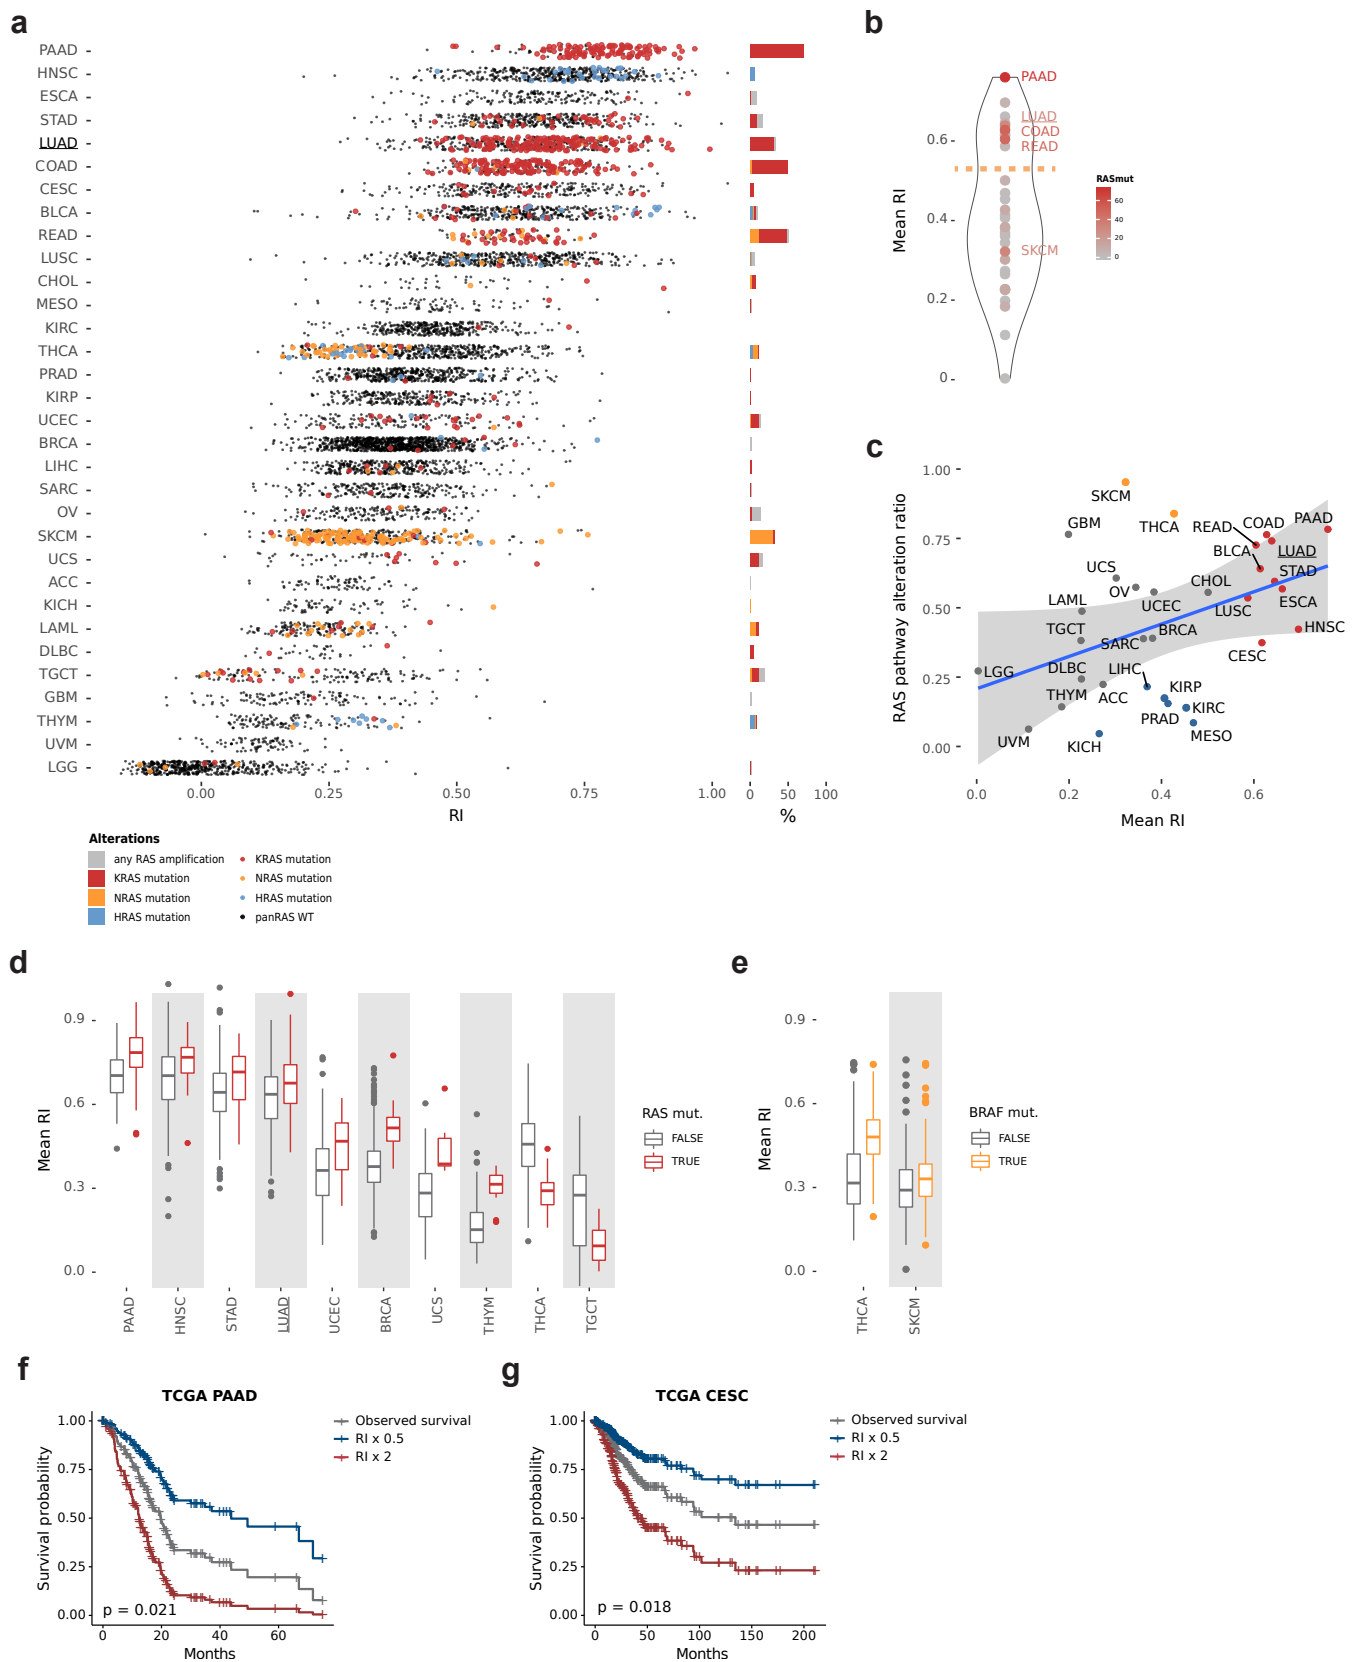 a
PAAD
HNSC
ESCA
STAD
LUAD
COAD
CESC
BLCA
READ
LUSC
CHOL
MESO
KIRC
THCA
PRAD
KIRP
UCEC
BRCA
LIHC
SARC
OV
SKCM
UCS
ACC
KICH
LAML
DLBC
TGCT
GBM
THYM
UVM
LGG
0.00 0.25 0.50 0.75 1.00
RI
0 50 100
%
Alterations
any RAS amplification
KRAS mutation
NRAS mutation
HRAS mutation
KRAS mutation
NRAS mutation
HRAS mutation
panRAS WT
b
Mean RI
0.6
0.4
0.2
0
PAAD
LUAD
COAD
READ
SKCM
RASmut
60
40
20
0
c
RAS pathway alteration ratio
1.00
0.75
0.50
0.25
0.00
SKCM
GBM
THCA
READ
COAD
PAAD
BLCA
LUAD
UCS
STAD
OV
CHOL
LAML
UCEC
LUSC
ESCA
TGCT
BRCA
HNSC
SARC
CESC
LGG
DLBC
LIHC
THYM
ACC
KIRP
PRAD
KIRC
UVM
KICH
MESO
0.0 0.2 0.4 0.6
Mean RI
d
Mean RI
0.9
0.6
0.3
0.0
PAAD
HNSC
STAD
LUAD
UCEC
BRCA
UCS
THYM
THCA
TGCT
RAS mut.
FALSE
TRUE
e
Mean RI
0.9
0.6
0.3
0.0
THCA
SKCM
BRAF mut.
FALSE
TRUE
f
TCGA PAAD
Survival probability
1.00
0.75
0.50
0.25
0.00
p = 0.021
0 20 40 60
Months
Observed survival
RI x 0.5
RI x 2
g
TCGA CESC
Survival probability
1.00
0.75
0.50
0.25
0.00
p = 0.018
0 50 100 150 200
Months
Observed survival
RI x 0.5
RI x 2